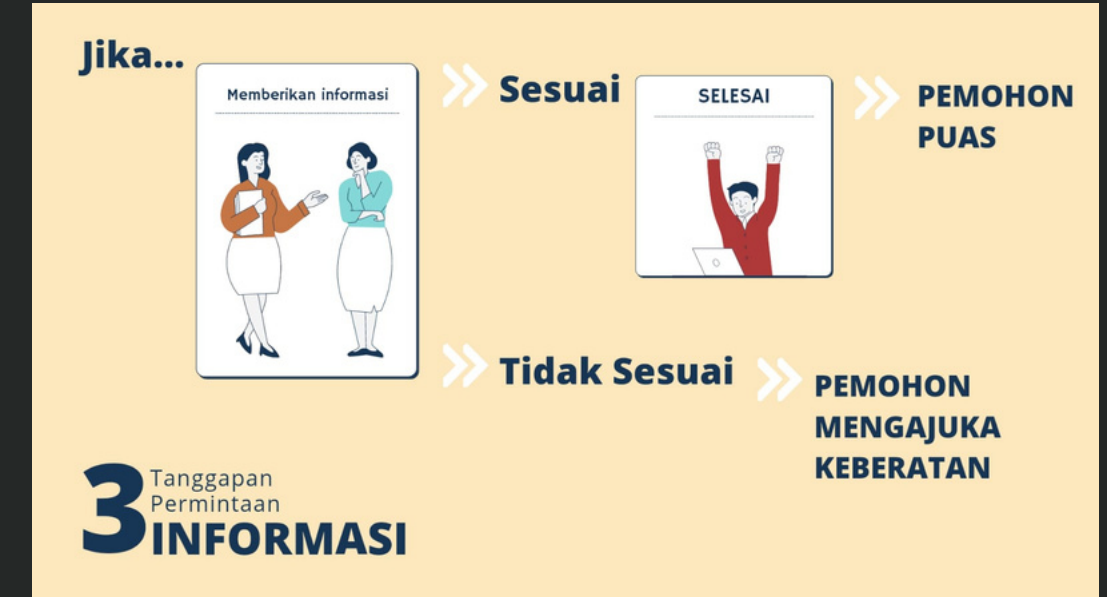 Jika...
Memberikan informasi
Sesuai
SELESAI
PEMOHON
PUAS
Tidak Sesuai
PEMOHON
MENGAJUKA
KEBERATAN
3
Tanggapan
Permintaan
INFORMASI